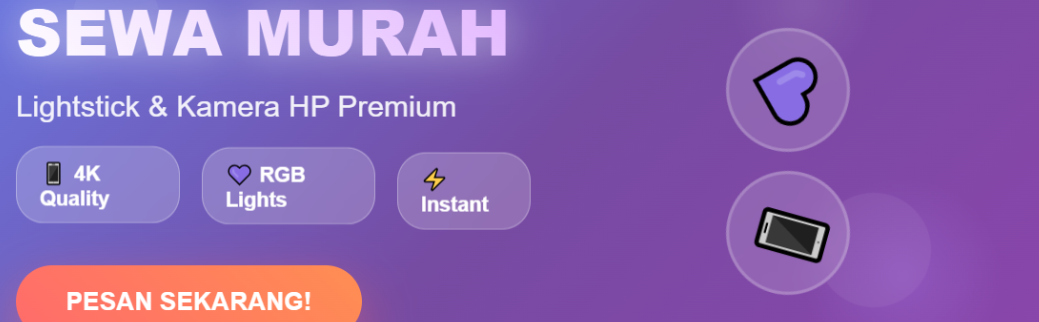 SEWA MURAH
Lightstick & Kamera HP Premium
4K
Quality
RGB
Lights
Instant
PESAN SEKARANG!